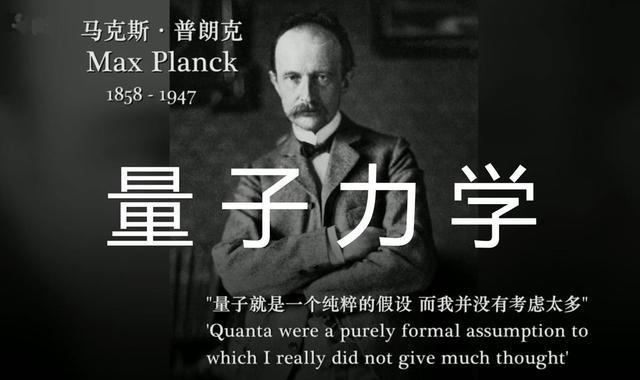 马克斯·普朗克
Max Planck
1858 - 1947
量子力学
"量子就是一个纯粹的假设 而我并没有考虑太多"
'Quanta were a purely formal assumption to
which I really did not give much thought'